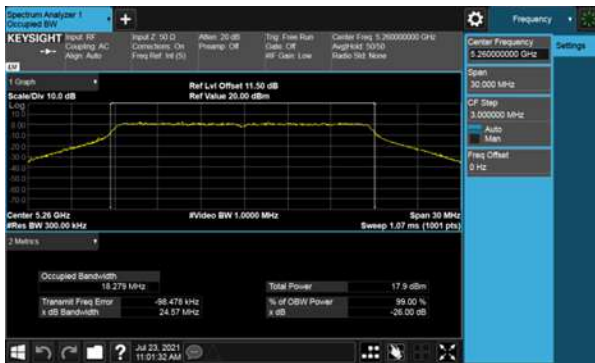 Spectrum Analyzer 1
Occupied BW
+
Frequency
KEYSIGHT
Input: RF
Coupling: AC
Align: Auto
Input Z: 50 Ω
Corrections: On
Freq Ref: Int (S)
Atten: 20 dB
Preamp: Off
Trig: Free Run
Gate: Off
#IF Gain: Low
Center Freq: 5.260000000 GHz
Avg|Hold: 50/50
Radio Std: None
Center Frequency
5.260000000 GHz
Settings
Span
30.000 MHz
CF Step
3.000000 MHz
Auto
Man
Freq Offset
0 Hz
1 Graph
Scale/Div 10.0 dB
Ref Lvl Offset 11.50 dB
Ref Value 20.00 dBm
Log
10.0
0.00
-10.0
-20.0
-30.0
-40.0
-50.0
-60.0
-70.0
Center 5.26 GHz
#Res BW 300.00 kHz
#Video BW 1.0000 MHz
Span 30 MHz
Sweep 1.07 ms (1001 pts)
2 Metrics
Occupied Bandwidth
18.279 MHz
Total Power 17.9 dBm
Transmit Freq Error -98.478 kHz
% of OBW Power 99.00 %
x dB Bandwidth 24.57 MHz
x dB -26.00 dB
?
Jul 23, 2021
11:01:32 AM